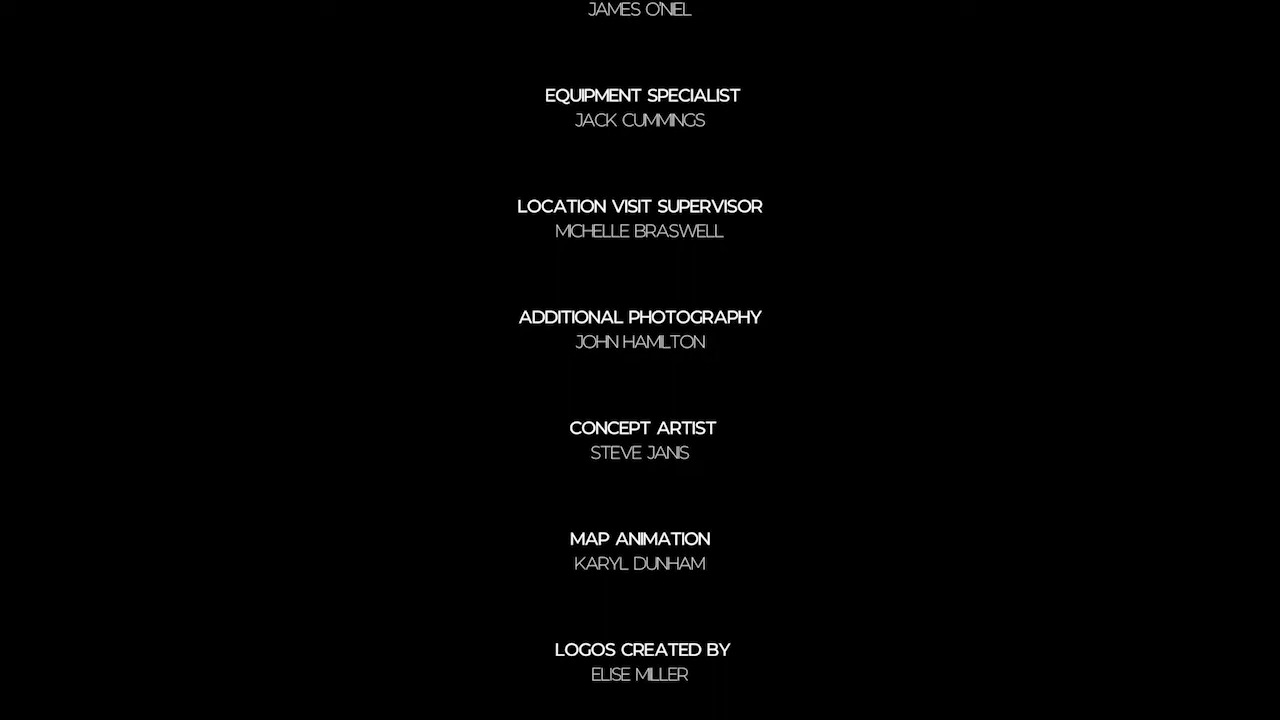 JAMES O'NIEL
EQUIPMENT SPECIALIST
JACK CUMMINGS
LOCATION VISIT SUPERVISOR
MICHELLE BRASWELL
ADDITIONAL PHOTOGRAPHY
JOHN HAMILTON
CONCEPT ARTIST
STEVE JANIS
MAP ANIMATION
KARYL DUNHAM
LOGOS CREATED BY
ELISE MILLER